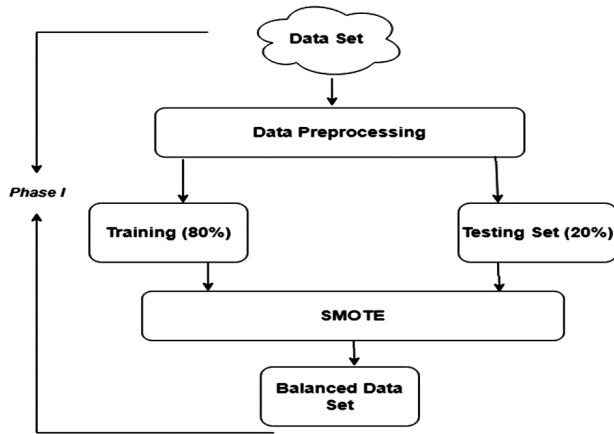 Data Set
Data Preprocessing
Phase I
Training (80%)
Testing Set (20%)
SMOTE
Balanced Data
Set